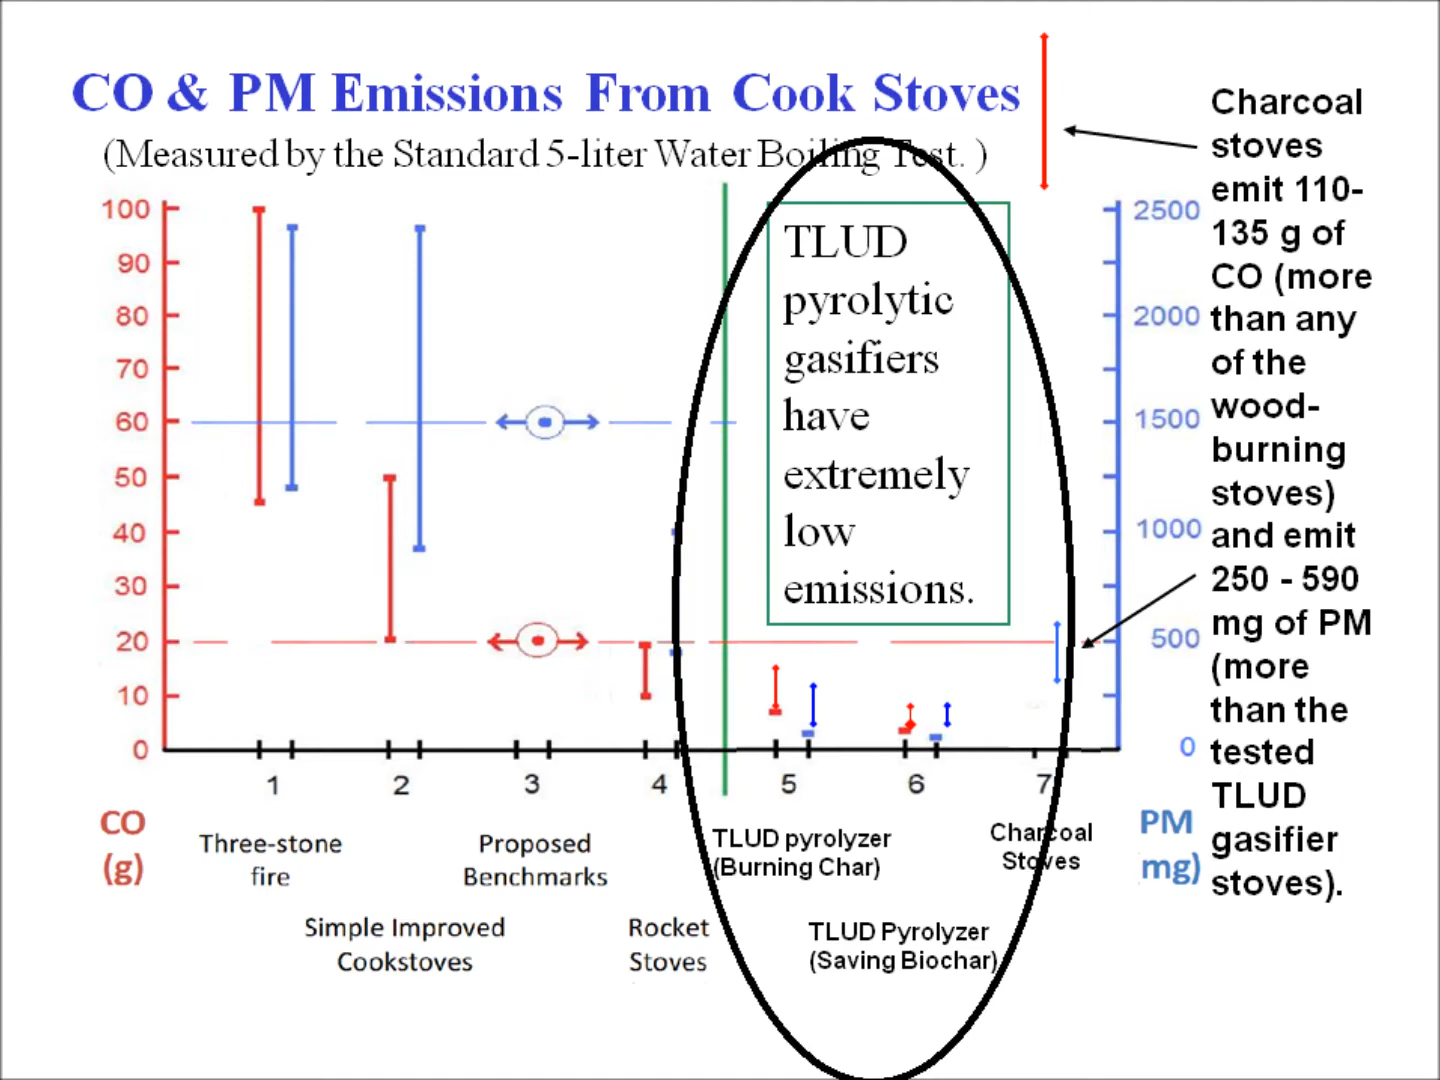 CO & PM Emissions From Cook Stoves
(Measured by the Standard 5-liter Water Boiling Test. )
Charcoal
stoves
emit 110-
135 g of
CO (more
than any
of the
wood-
burning
stoves)
and emit
250 - 590
mg of PM
(more
than the
tested
TLUD
gasifier
stoves).
TLUD
pyrolytic
gasifiers
have
extremely
low
emissions.
100
90
80
70
60
50
40
30
20
10
0
2500
2000
1500
1000
500
0
1 2 3 4 5 6 7
CO
(g)
PM
mg)
Three-stone
fire
Simple Improved
Cookstoves
Proposed
Benchmarks
Rocket
Stoves
TLUD pyrolyzer
(Burning Char)
TLUD Pyrolyzer
(Saving Biochar)
Charcoal
Stoves